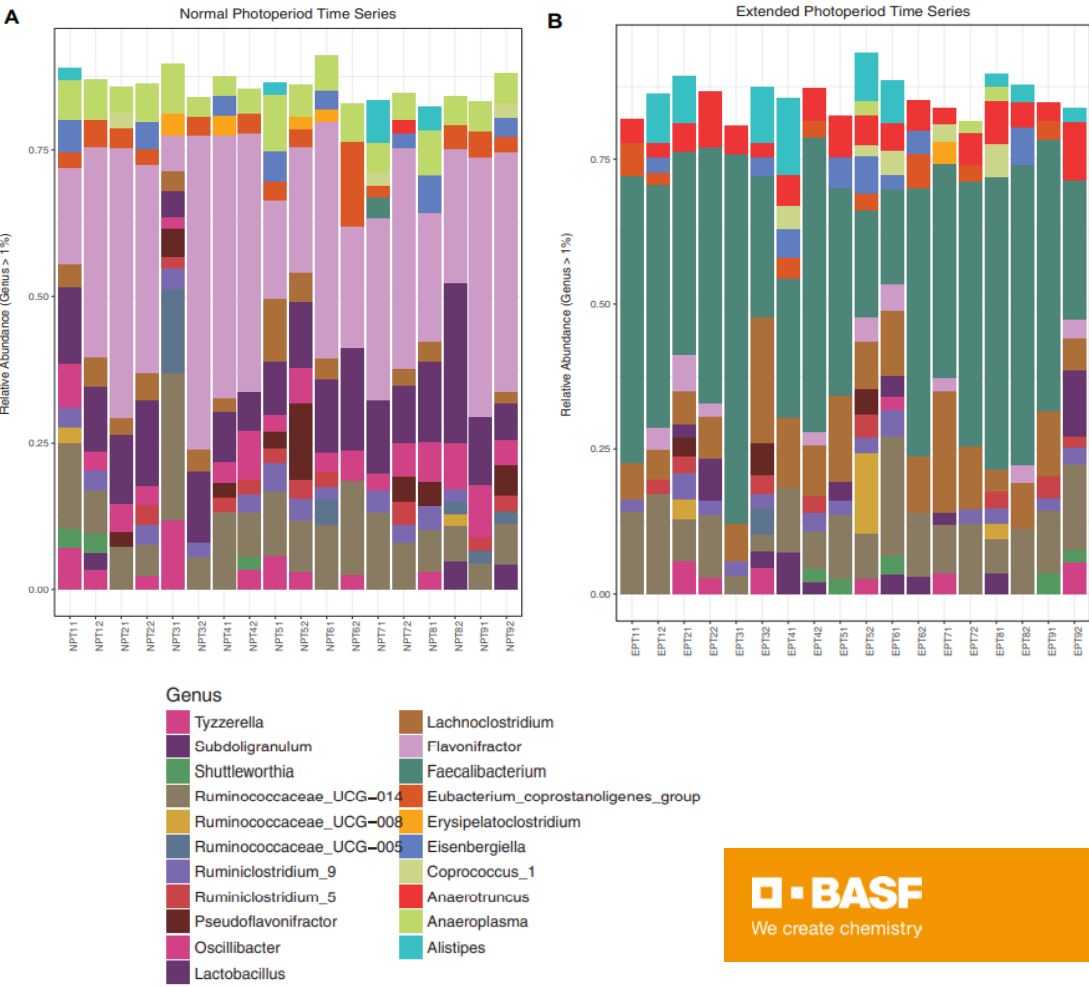 A
Normal Photoperiod Time Series
Relative Abundance (Genus > 1%)
0.75
0.50
0.25
0.00
NPT11
NPT12
NPT21
NPT22
NPT31
NPT32
NPT41
NPT42
NPT51
NPT52
NPT61
NPT62
NPT71
NPT72
NPT81
NPT82
NPT91
NPT92
B
Extended Photoperiod Time Series
Relative Abundance (Genus > 1%)
0.75
0.50
0.25
0.00
EPT11
EPT12
EPT21
EPT22
EPT31
EPT32
EPT41
EPT42
EPT51
EPT52
EPT61
EPT62
EPT71
EPT72
EPT81
EPT82
EPT91
EPT92
Genus
Tyzzerella
Subdoligranulum
Shuttleworthia
Ruminococcaceae_UCG−014
Ruminococcaceae_UCG−008
Ruminococcaceae_UCG−005
Ruminiclostridium_9
Ruminiclostridium_5
Pseudoflavonifractor
Oscillibacter
Lactobacillus
Lachnoclostridium
Flavonifractor
Faecalibacterium
Eubacterium_coprostanoligenes_group
Erysipelatoclostridium
Eisenbergiella
Coprococcus_1
Anaerotruncus
Anaeroplasma
Alistipes
BASF
We create chemistry